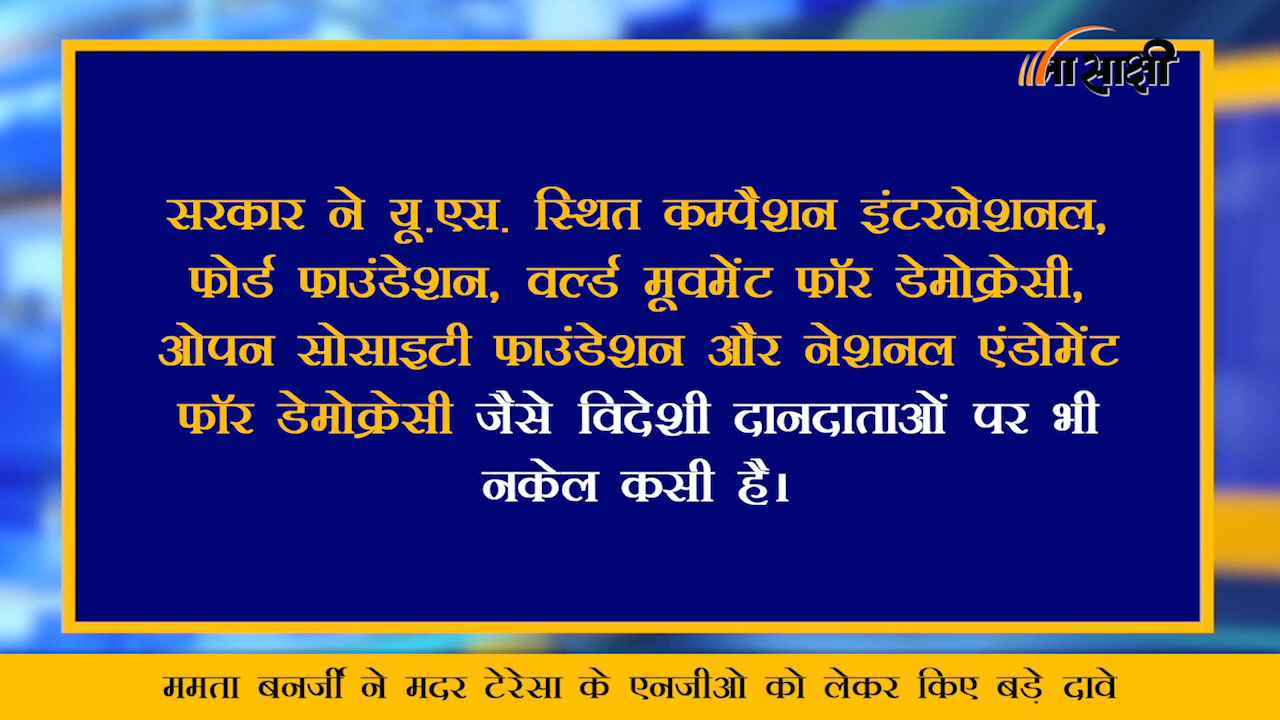 सरकार ने यू.एस. स्थित कम्पैशन इंटरनेशनल,
फोर्ड फाउंडेशन, वर्ल्ड मूवमेंट फॉर डेमोक्रेसी,
ओपन सोसाइटी फाउंडेशन और नेशनल एंडोमेंट
फॉर डेमोक्रेसी जैसे विदेशी दानदाताओं पर भी
नकेल कसी है।
ममता बनर्जी ने मदर टेरेसा के एनजीओ को लेकर किए बड़े दावे